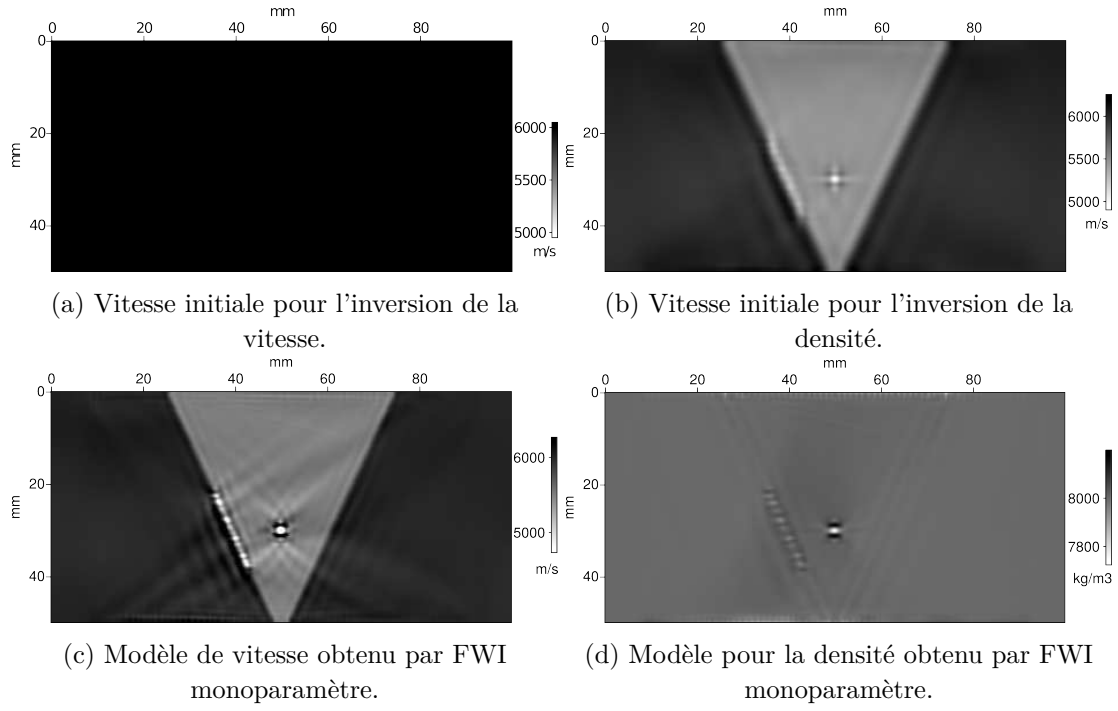 mm
0 20 40 60 80
0
20
40
mm
6000
5500
5000
m/s
(a) Vitesse initiale pour l'inversion de la
vitesse.
mm
0 20 40 60 80
0
20
40
mm
6000
5500
5000
m/s
(b) Vitesse initiale pour l'inversion de la
densité.
mm
0 20 40 60 80
0
20
40
mm
6000
5000
m/s
(c) Modèle de vitesse obtenu par FWI
monoparamètre.
mm
0 20 40 60 80
0
20
40
mm
8000
7800
kg/m3
(d) Modèle pour la densité obtenu par FWI
monoparamètre.